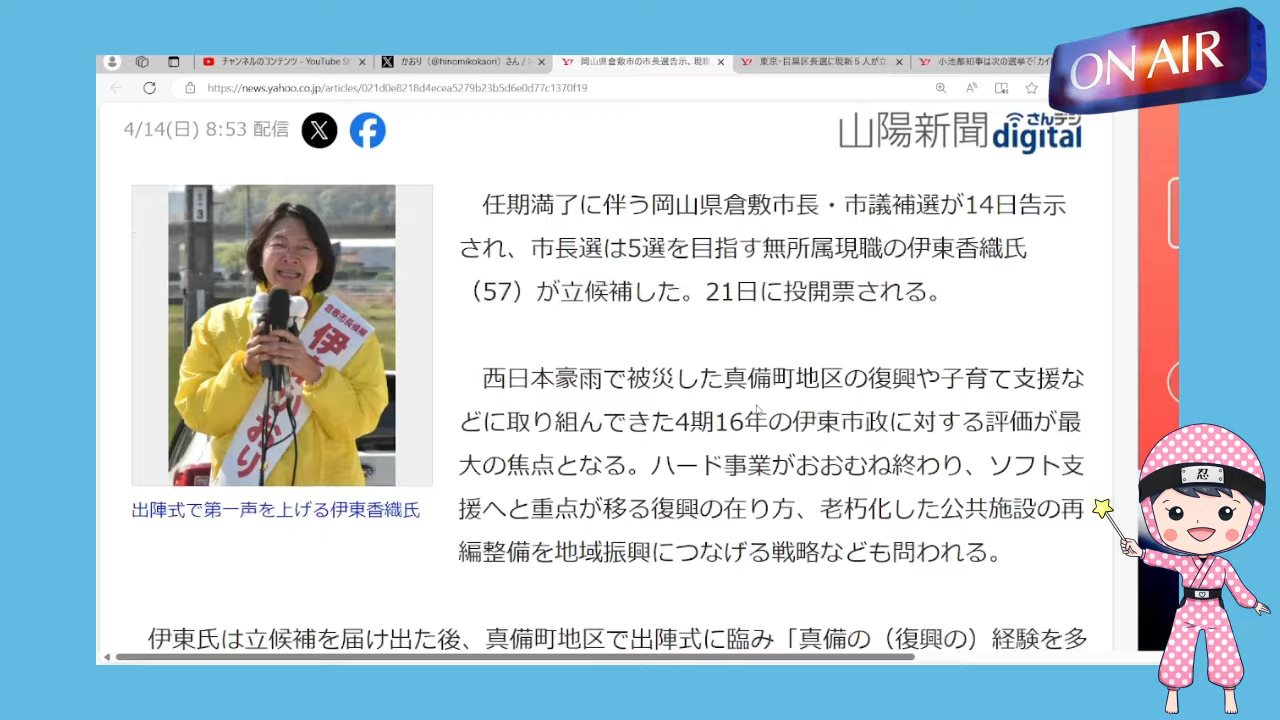 ON AIR
チャンネルのコンテンツ - YouTube St
かおり（@hinomikokaori）さん / X
岡山県倉敷市の市長選告示、現職
東京･目黒区長選に現新５人が立
小池都知事は次の選挙で｢カイ
https://news.yahoo.co.jp/articles/021d0e8218d4ecea5279b23b5d6e0d77c1370f19
4/14(日) 8:53 配信
山陽新聞 さんデジ
digital
任期満了に伴う岡山県倉敷市長・市議補選が14日告示
され、市長選は5選を目指す無所属現職の伊東香織氏
（57）が立候補した。21日に投開票される。
倉敷市長候補
伊東かおり
西日本豪雨で被災した真備町地区の復興や子育て支援な
どに取り組んできた4期16年の伊東市政に対する評価が最
大の焦点となる。ハード事業がおおむね終わり、ソフト支
援へと重点が移る復興の在り方、老朽化した公共施設の再
編整備を地域振興につなげる戦略なども問われる。
出陣式で第一声を上げる伊東香織氏
忍
伊東氏は立候補を届け出た後、真備町地区で出陣式に臨み「真備の（復興の）経験を多